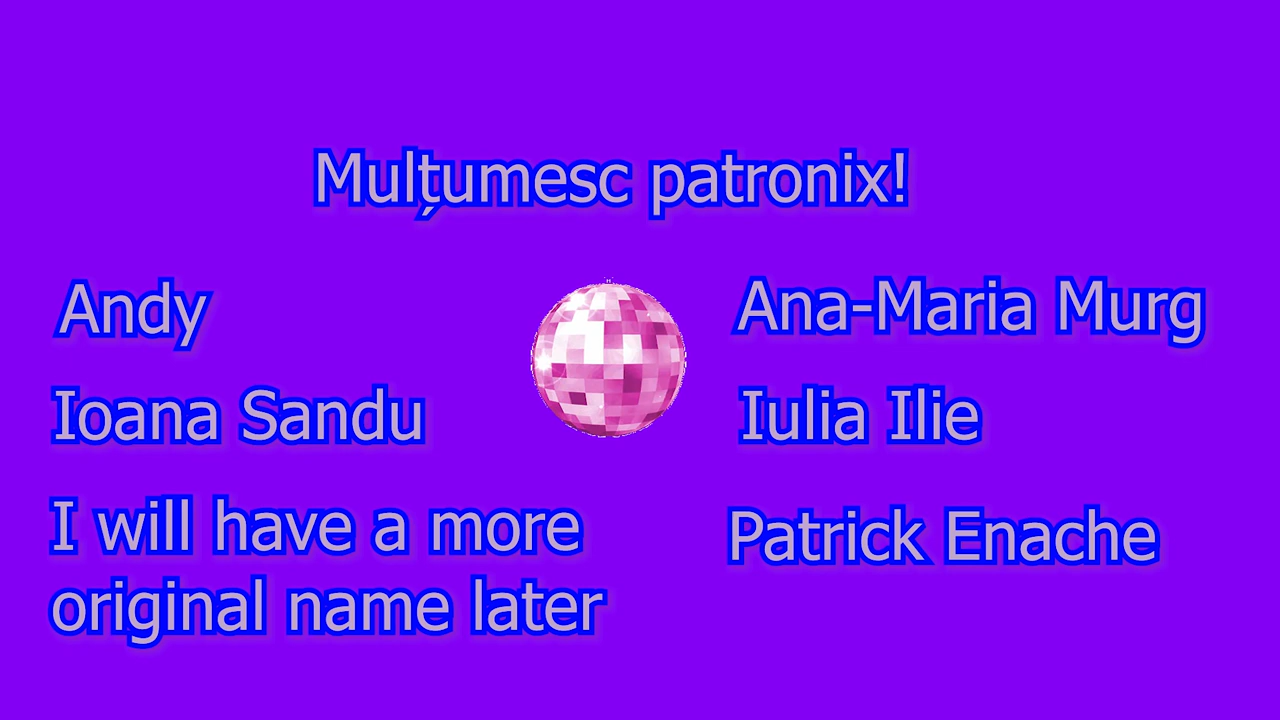 Mulțumesc patronix!
Andy
Ioana Sandu
I will have a more
original name later
Ana-Maria Murg
Iulia Ilie
Patrick Enache